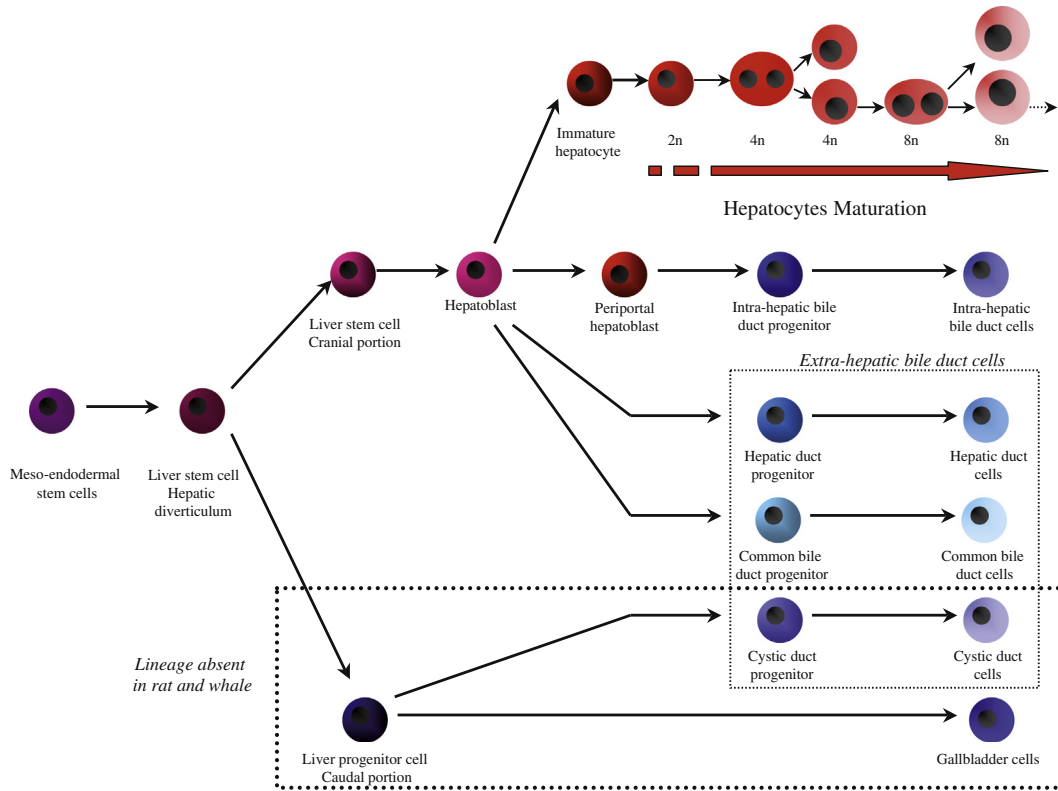 Immature
hepatocyte
2n
4n
4n
8n
8n
Hepatocytes Maturation
Liver stem cell
Cranial portion
Hepatoblast
Periportal
hepatoblast
Intra-hepatic bile
duct progenitor
Intra-hepatic
bile duct cells
Extra-hepatic bile duct cells
Meso-endodermal
stem cells
Liver stem cell
Hepatic
diverticulum
Hepatic duct
progenitor
Hepatic duct
cells
Common bile
duct progenitor
Common bile
duct cells
Lineage absent
in rat and whale
Cystic duct
progenitor
Cystic duct
cells
Liver progenitor cell
Caudal portion
Gallbladder cells